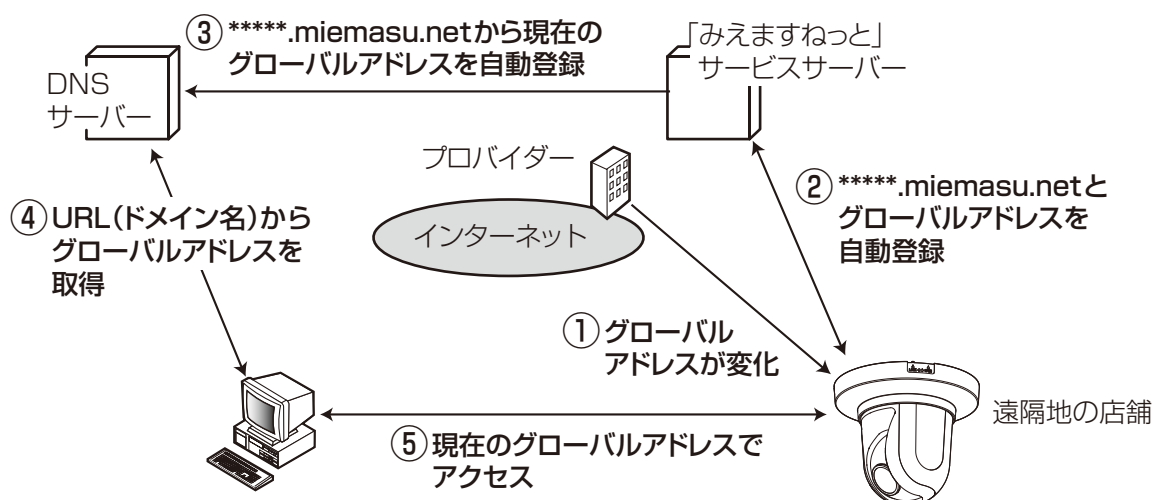 ③*****.miemasu.netから現在の
グローバルアドレスを自動登録
「みえますねっと」
サービスサーバー
DNS
サーバー
プロバイダー
インターネット
②*****.miemasu.netと
グローバルアドレスを
自動登録
④URL(ドメイン名)から
グローバルアドレスを
取得
①グローバル
アドレスが変化
遠隔地の店舗
⑤現在のグローバルアドレスで
アクセス